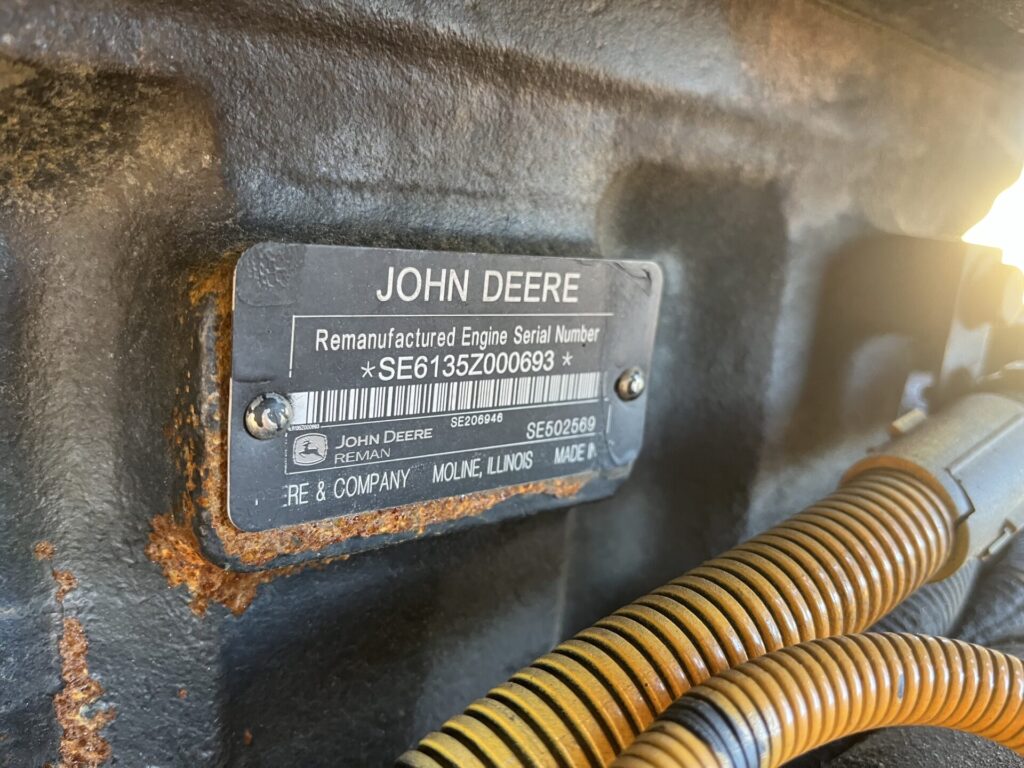 JOHN DEERE
Remanufactured Engine Serial Number
*SE6135Z000693 *
SE206946
SE502569
JOHN DEERE
REMAN
ERE & COMPANY MOLINE, ILLINOIS MADE IN